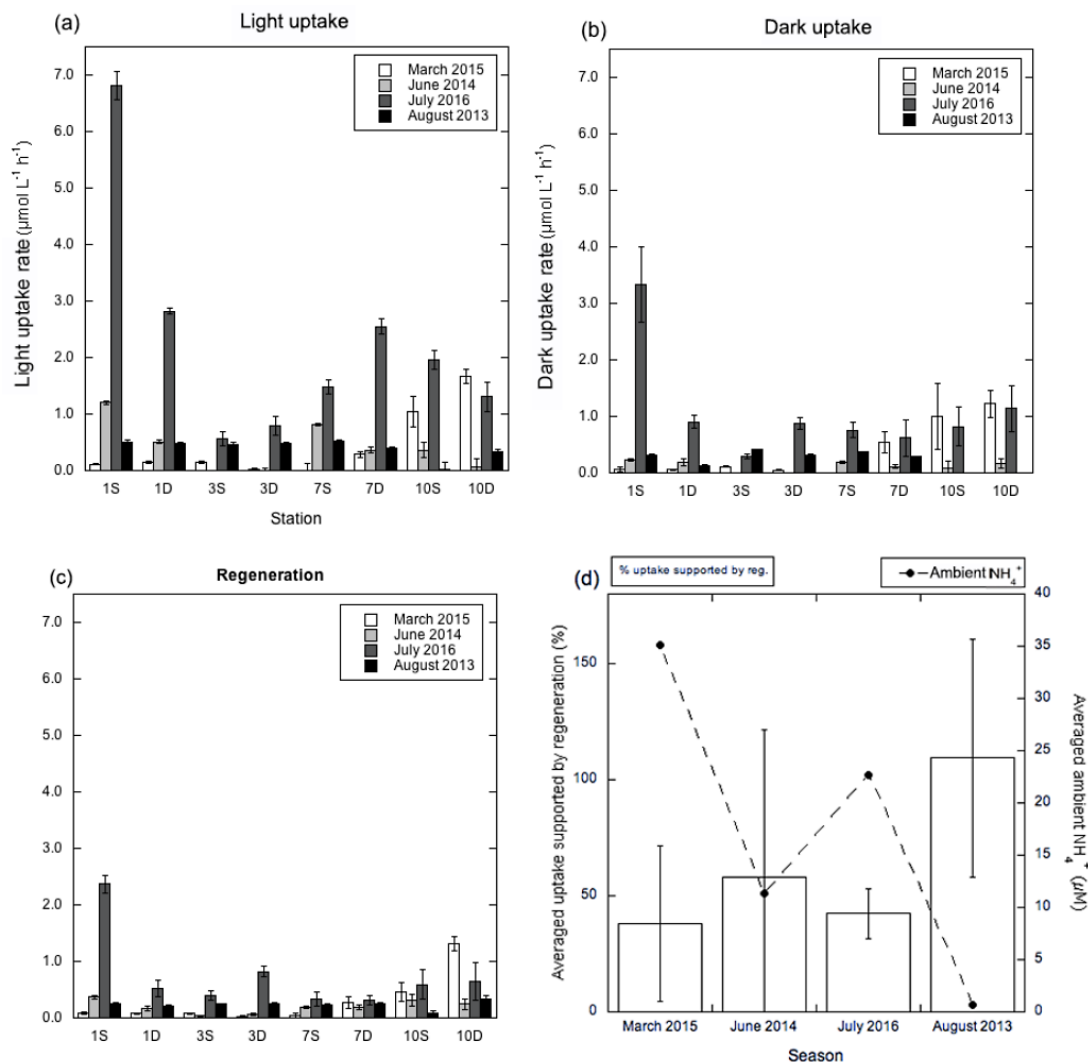 (a)
Light uptake
Light uptake rate (µmol L⁻¹ h⁻¹)
7.0
6.0
5.0
4.0
3.0
2.0
1.0
0.0
March 2015
June 2014
July 2016
August 2013
1S 1D 3S 3D 7S 7D 10S 10D
Station
(b)
Dark uptake
Dark uptake rate (µmol L⁻¹ h⁻¹)
7.0
6.0
5.0
4.0
3.0
2.0
1.0
0.0
March 2015
June 2014
July 2016
August 2013
1S 1D 3S 3D 7S 7D 10S 10D
(c)
Regeneration
7.0
6.0
5.0
4.0
3.0
2.0
1.0
0.0
March 2015
June 2014
July 2016
August 2013
1S 1D 3S 3D 7S 7D 10S 10D
(d)
% uptake supported by reg.
Ambient NH₄⁺
Averaged uptake supported by regeneration (%)
150
100
50
0
40
35
30
25
20
15
10
5
0
Averaged ambient NH₄⁺ (µM)
March 2015 June 2014 July 2016 August 2013
Season